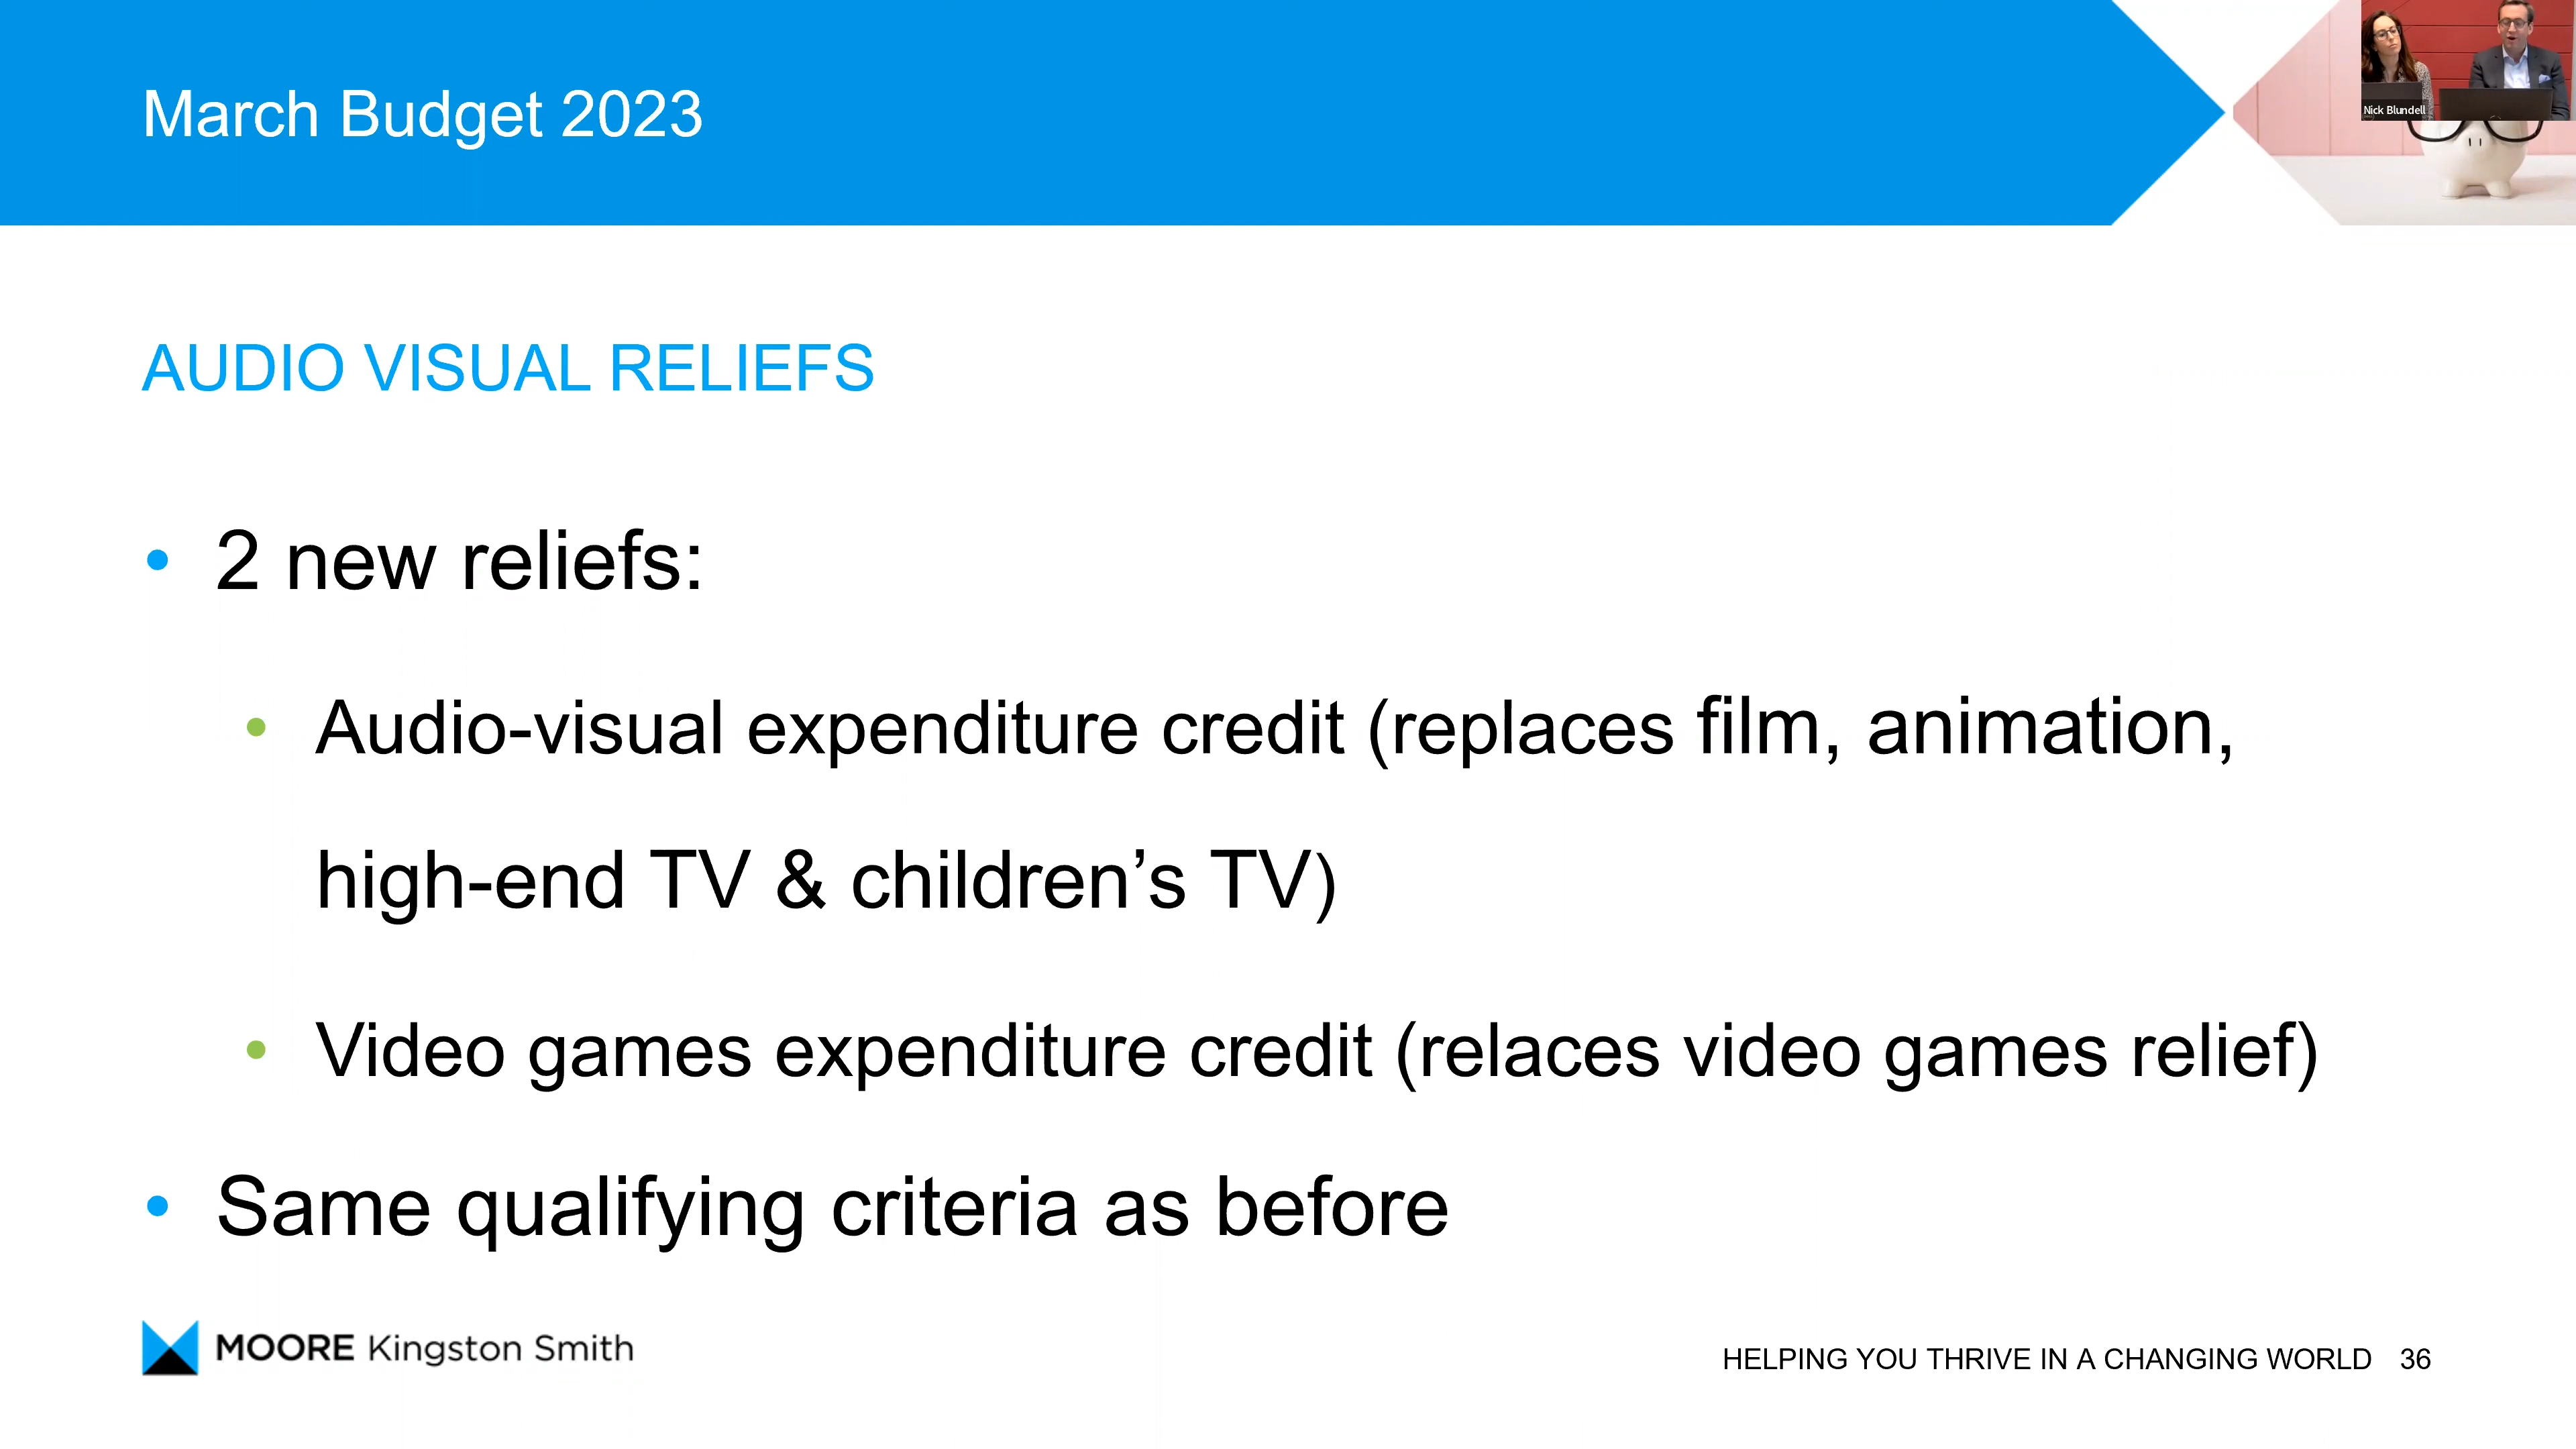 March Budget 2023
Nick Blundell
AUDIO VISUAL RELIEFS
• 2 new reliefs:
• Audio-visual expenditure credit (replaces film, animation,
high-end TV & children’s TV)
• Video games expenditure credit (relaces video games relief)
• Same qualifying criteria as before
MOORE Kingston Smith
HELPING YOU THRIVE IN A CHANGING WORLD 36